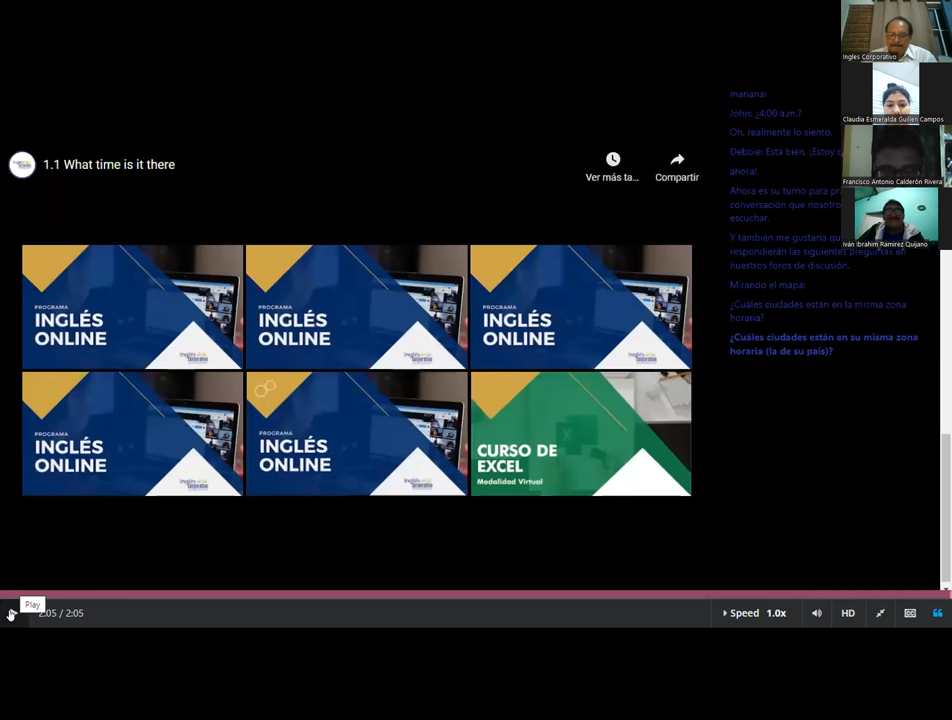 Ingles Corporativo
Claudia Esmeralda Guillen Campos
Francisco Antonio Calderón Rivera
Iván Ibrahim Ramirez Quijano
1.1 What time is it there
Ver más ta...
Compartir
PROGRAMA
INGLÉS
ONLINE
PROGRAMA
INGLÉS
ONLINE
PROGRAMA
INGLÉS
ONLINE
PROGRAMA
INGLÉS
ONLINE
PROGRAMA
INGLÉS
ONLINE
CURSO DE
EXCEL
Modalidad Virtual
mañana!
John: ¿4:00 a.m.?
Oh, realmente lo siento.
Debbie: Está bien. ¡Estoy
ahora!
Ahora es su turno para
conversación que
escuchar.
Y también me gustaría
responderán las siguientes preguntas en
nuestros foros de discusión.
Mirando el mapa:
¿Cuáles ciudades están en la misma zona
horaria?
¿Cuáles ciudades están en su misma zona
horaria (la de su país)?
Play
2:05 / 2:05
Speed 1.0x
HD